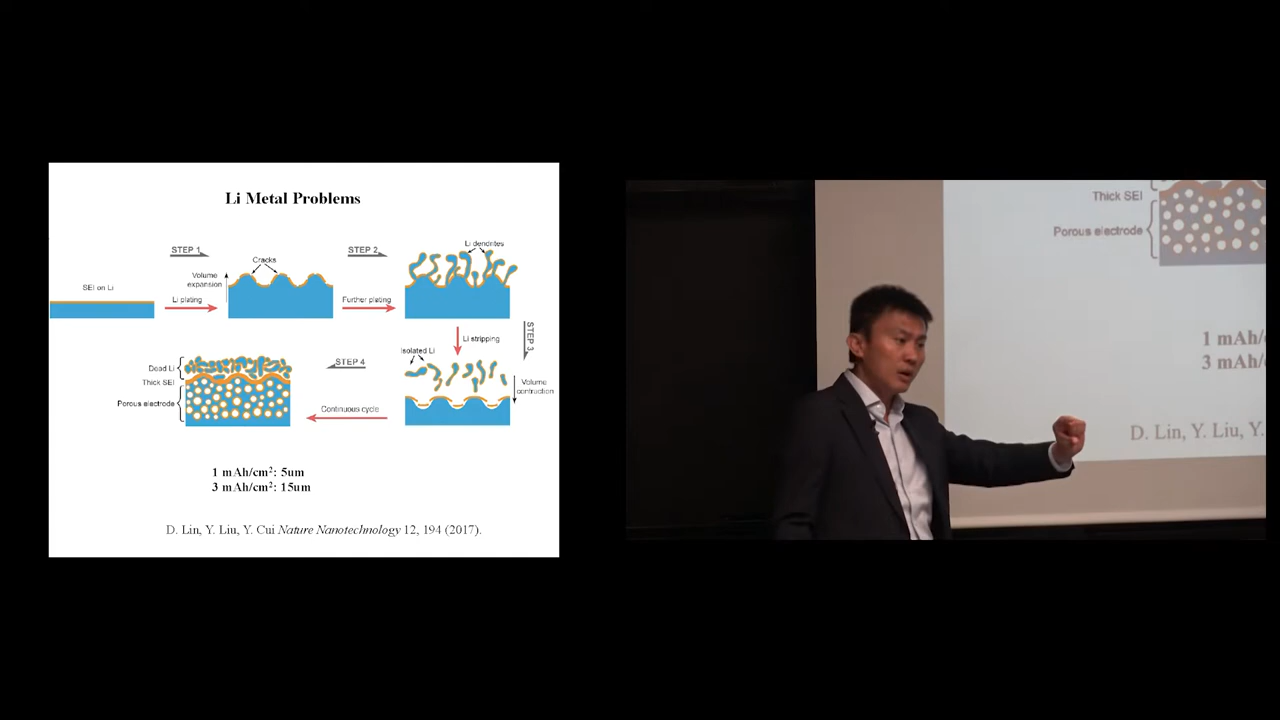 Li Metal Problems
STEP 1
STEP 2
Li dendrites
Cracks
Volume
expansion
SEI on Li
Li plating
Further plating
STEP 3
Li stripping
Isolated Li
STEP 4
Dead Li
Thick SEI
Volume
contruction
Porous electrode
Continuous cycle
1 mAh/cm²: 5um
3 mAh/cm²: 15um
D. Lin, Y. Liu, Y. Cui Nature Nanotechnology 12, 194 (2017).
Thick SEI
Porous electrode
1 mAh/
3 mAh/
D. Lin, Y. Liu, Y.